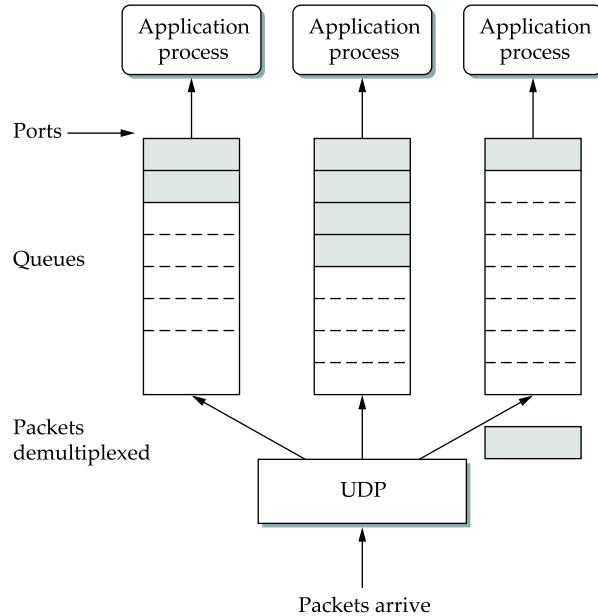 Application
process
Application
process
Application
process
Ports
Queues
Packets
demultiplexed
UDP
Packets arrive